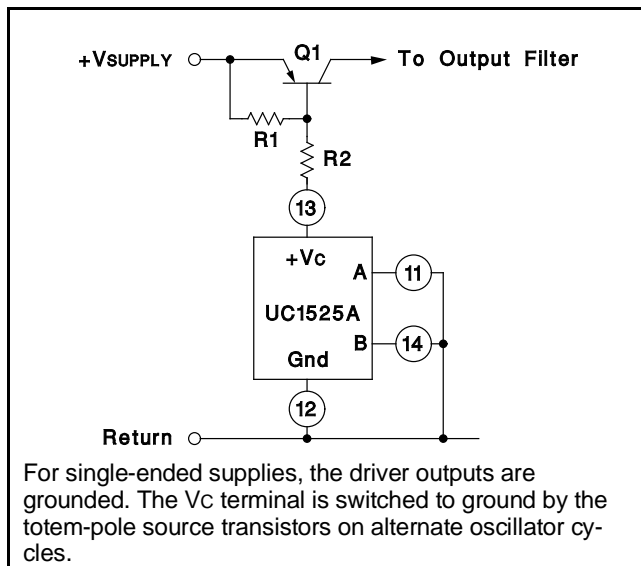 Q1
+VSUPPLY
To Output Filter
R1
R2
13
+VC
A
11
UC1525A
B
14
Gnd
12
Return
For single-ended supplies, the driver outputs are
grounded. The VC terminal is switched to ground by the
totem-pole source transistors on alternate oscillator cy-
cles.